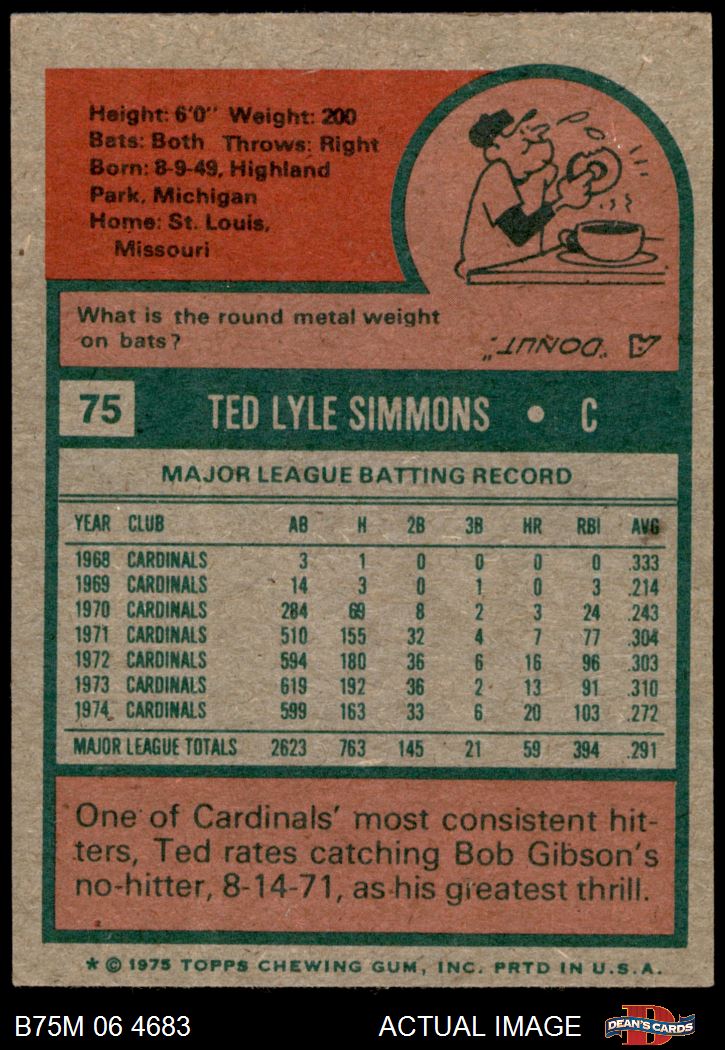 Height: 6'0" Weight: 200
Bats: Both Throws: Right
Born: 8-9-49, Highland
Park, Michigan
Home: St. Louis,
Missouri
What is the round metal weight
on bats?
A "DONUT."
75 TED LYLE SIMMONS • C
MAJOR LEAGUE BATTING RECORD
YEAR CLUB AB H 2B 3B HR RBI AVG
1968 CARDINALS 3 1 0 0 0 0 .333
1969 CARDINALS 14 3 0 1 0 3 .214
1970 CARDINALS 284 69 8 2 3 24 .243
1971 CARDINALS 510 155 32 4 7 77 .304
1972 CARDINALS 594 180 36 6 16 96 .303
1973 CARDINALS 619 192 36 2 13 91 .310
1974 CARDINALS 599 163 33 6 20 103 .272
MAJOR LEAGUE TOTALS 2623 763 145 21 59 394 .291
One of Cardinals' most consistent hit-
ters, Ted rates catching Bob Gibson's
no-hitter, 8-14-71, as his greatest thrill.
* © 1975 TOPPS CHEWING GUM, INC. PRTD IN U.S.A.
B75M 06 4683 ACTUAL IMAGE DEAN'S CARDS